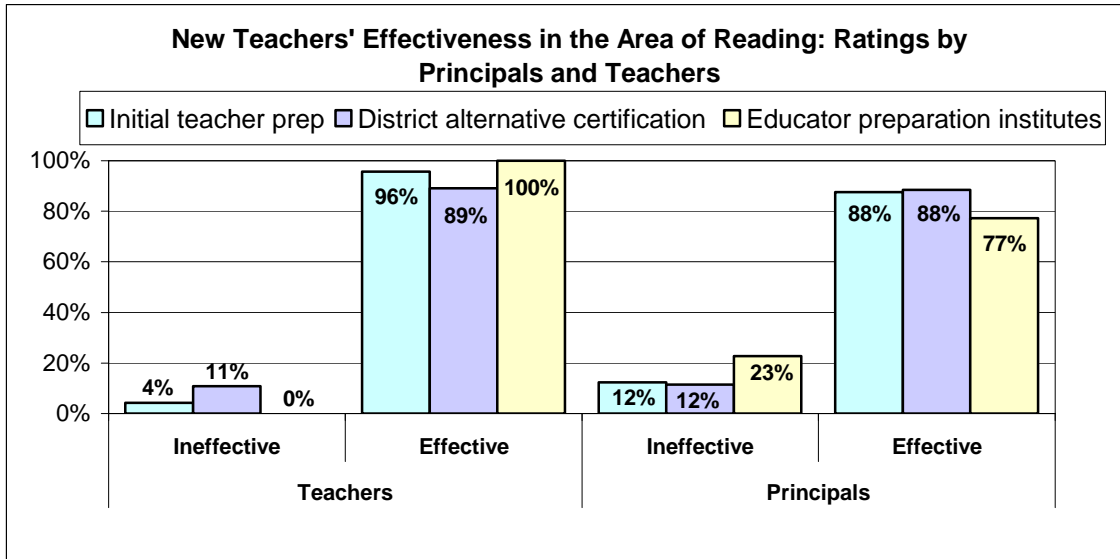 New Teachers' Effectiveness in the Area of Reading: Ratings by
Principals and Teachers
Initial teacher prep District alternative certification Educator preparation institutes
100%
80%
60%
40%
20%
0%
4% 11% 0% 96% 89% 100% 12% 12% 23% 88% 88% 77%
Ineffective Effective Ineffective Effective
Teachers Principals